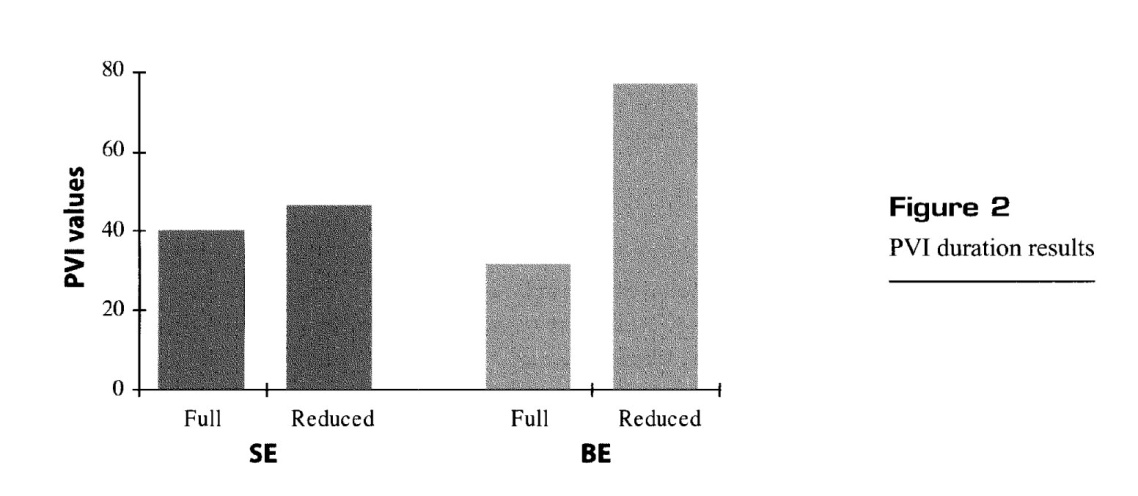 80
60
40
20
0
PVI values
Full
Reduced
Full
Reduced
SE
BE
Figure 2
PVI duration results